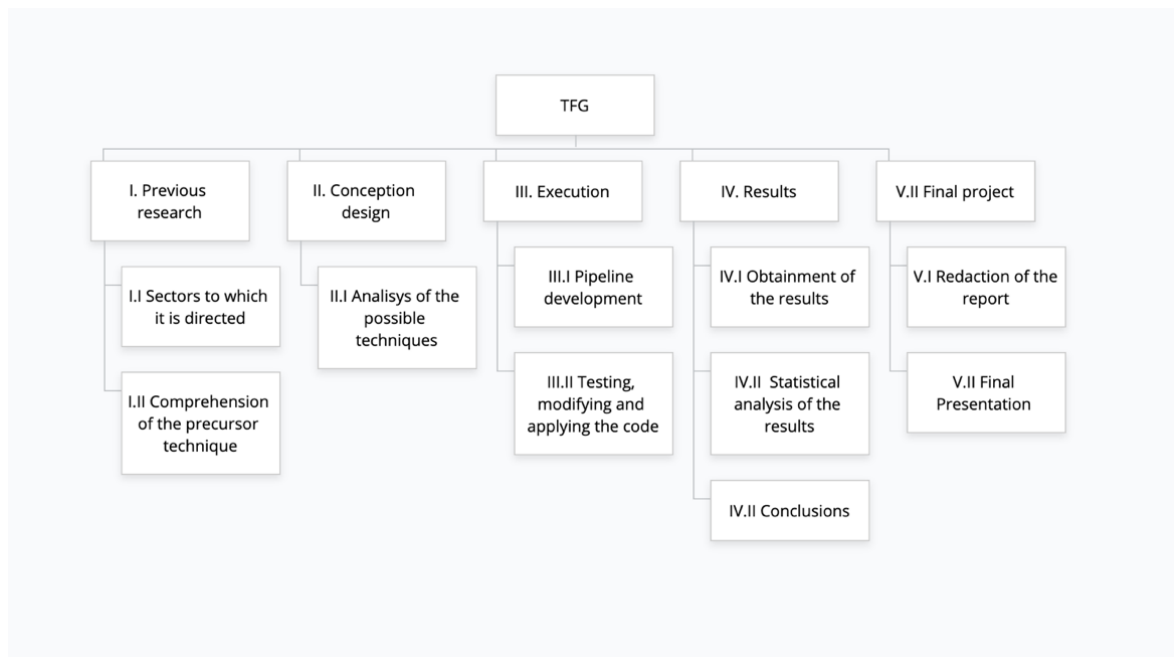 TFG
I. Previous
research
I.I Sectors to which
it is directed
I.II Comprehension
of the precursor
technique
II. Conception
design
II.I Analisys of the
possible
techniques
III. Execution
III.I Pipeline
development
III.II Testing,
modifying and
applying the code
IV. Results
IV.I Obtainment of
the results
IV.II Statistical
analysis of the
results
IV.II Conclusions
V.II Final project
V.I Redaction of the
report
V.II Final
Presentation